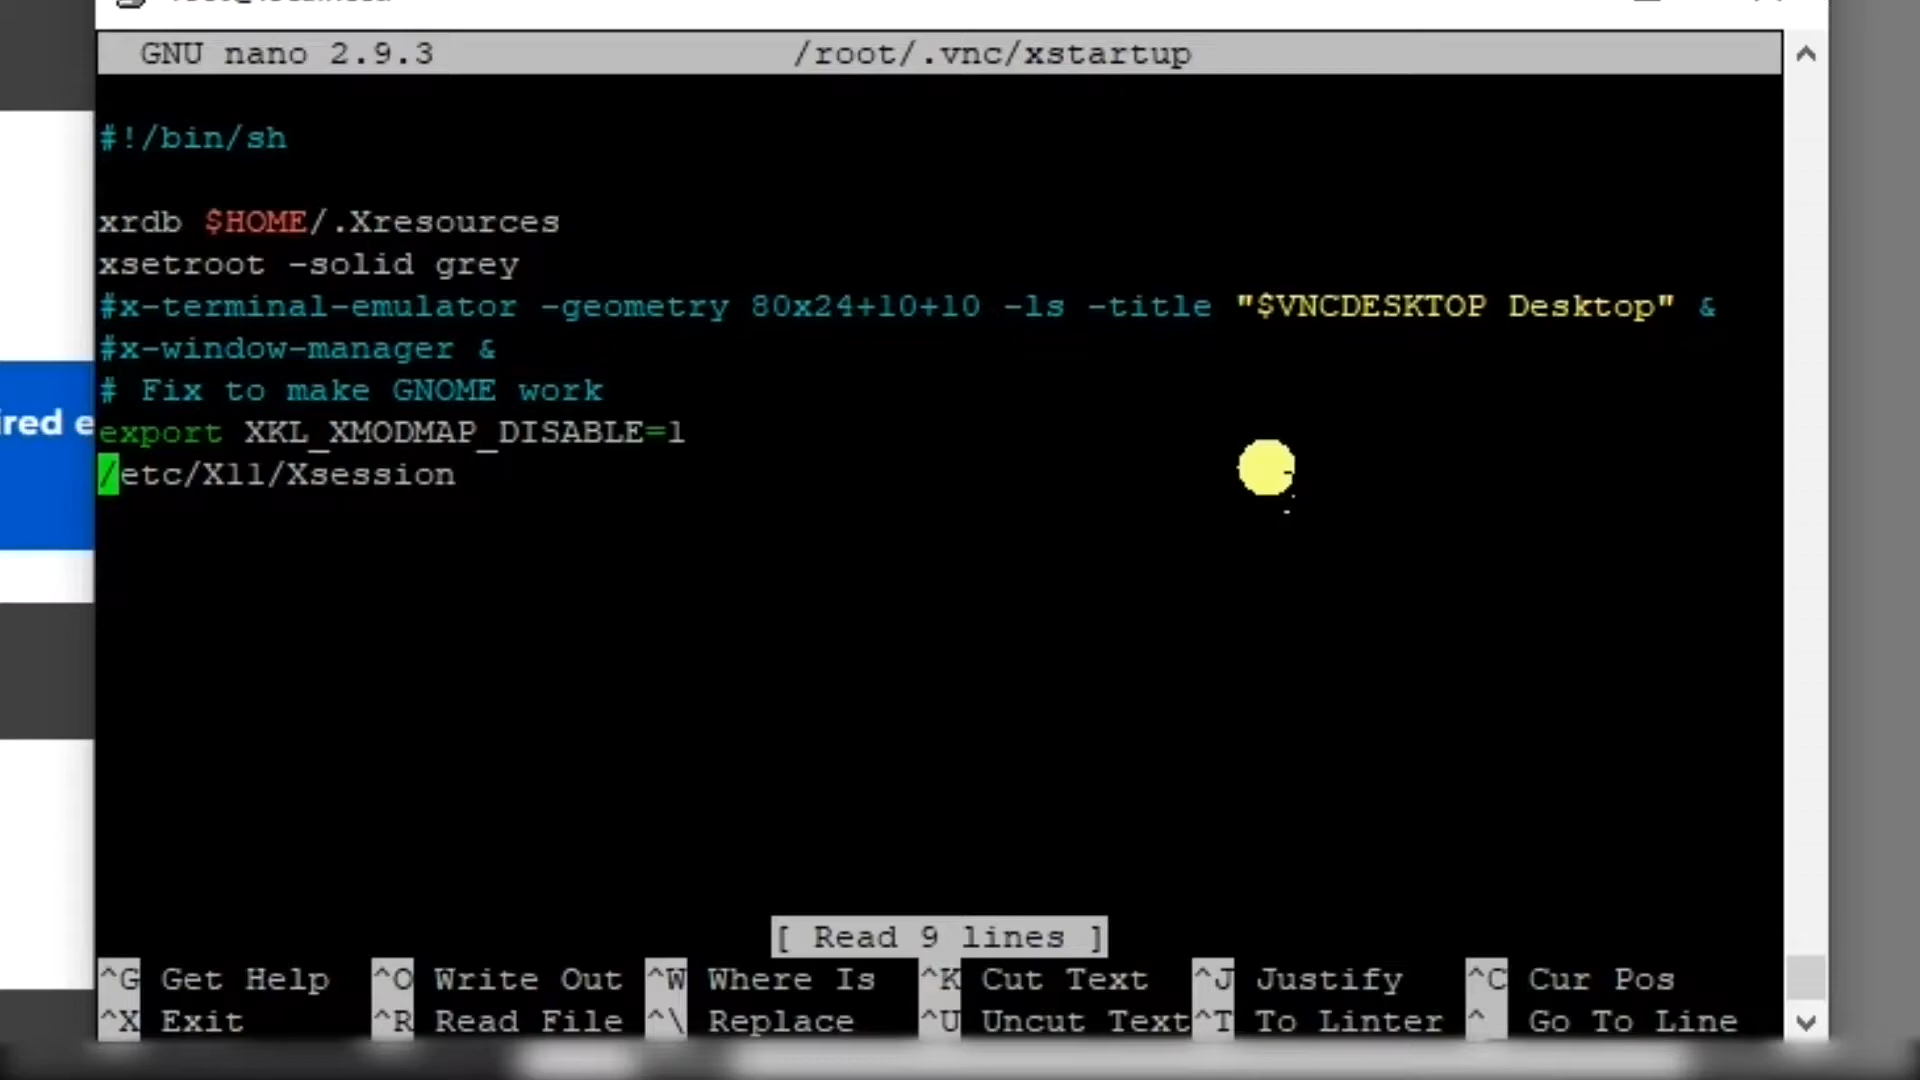 GNU nano 2.9.3 /root/.vnc/xstartup
#!/bin/sh
xrdb $HOME/.Xresources
xsetroot -solid grey
#x-terminal-emulator -geometry 80x24+10+10 -ls -title "$VNCDESKTOP Desktop" &
#x-window-manager &
# Fix to make GNOME work
export XKL_XMODMAP_DISABLE=1
/etc/X11/Xsession
ired e
[ Read 9 lines ]
^G Get Help ^O Write Out ^W Where Is ^K Cut Text ^J Justify ^C Cur Pos
^X Exit ^R Read File ^\ Replace ^U Uncut Text ^T To Linter ^_ Go To Line